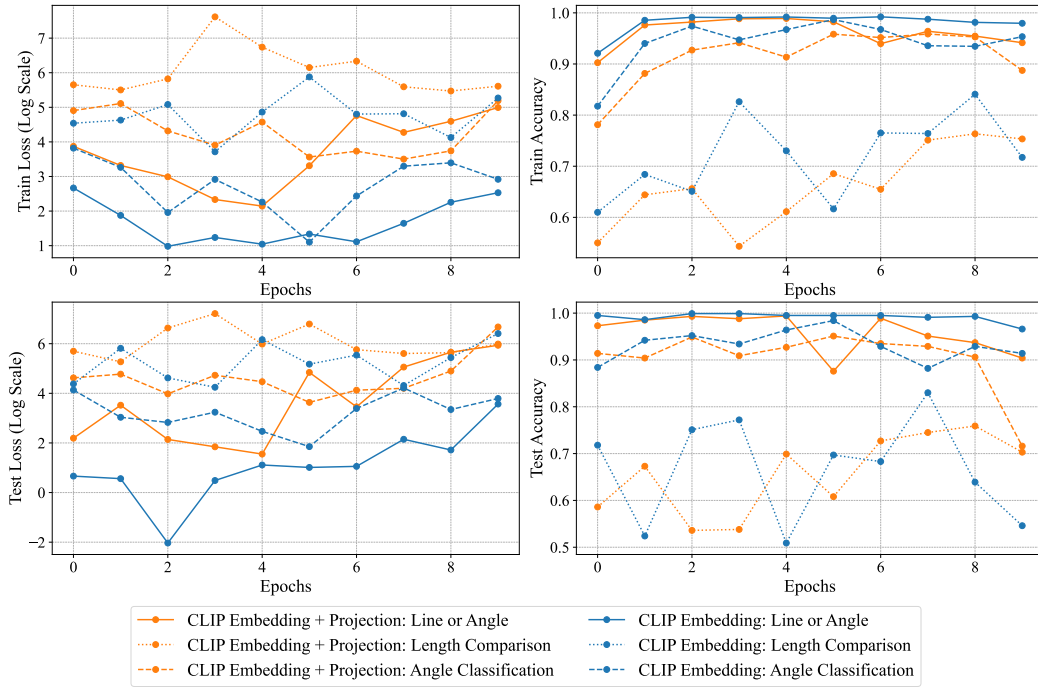 7
6
5
4
3
2
1
0 2 4 6 8
Train Loss (Log Scale)
Epochs
1.0
0.9
0.8
0.7
0.6
0 2 4 6 8
Train Accuracy
Epochs
6
4
2
0
−2
0 2 4 6 8
Test Loss (Log Scale)
Epochs
1.0
0.9
0.8
0.7
0.6
0.5
0 2 4 6 8
Test Accuracy
Epochs
CLIP Embedding + Projection: Line or Angle
CLIP Embedding + Projection: Length Comparison
CLIP Embedding + Projection: Angle Classification
CLIP Embedding: Line or Angle
CLIP Embedding: Length Comparison
CLIP Embedding: Angle Classification